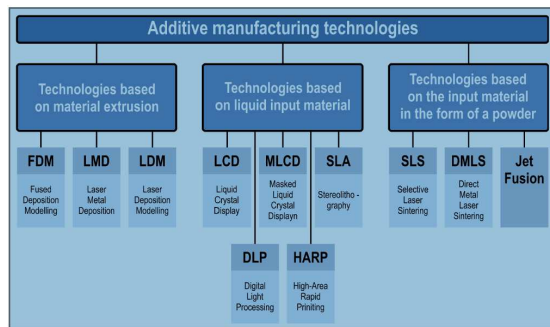 Additive manufacturing technologies
Technologies based
on material extrusion
Technologies based
on liquid input material
Technologies based
on the input material
in the form of a powder
FDM
Fused
Deposition
Modelling
LMD
Laser
Metal
Deposition
LDM
Laser
Deposition
Modelling
LCD
Liquid
Crystal
Display
MLCD
Masked
Liquid
Crystal
Displayn
SLA
Stereolitho -
graphy
SLS
Selective
Laser
Sintering
DMLS
Direct
Metal
Laser
Sintering
Jet
Fusion
DLP
Digital
Light
Processing
HARP
High-Area
Rapid
Priniting